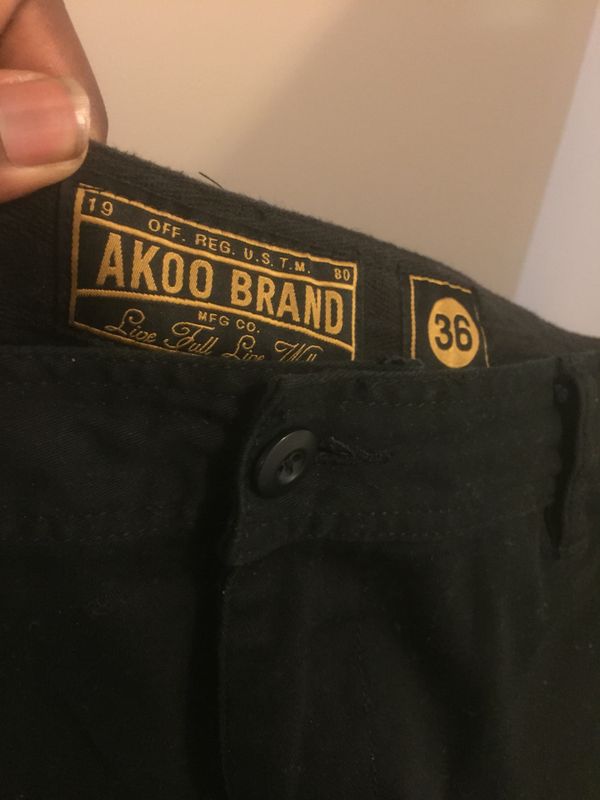 19 OFF. REG. U.S.T.M. 80
AKOO BRAND
MFG CO.
Live Full Live
36